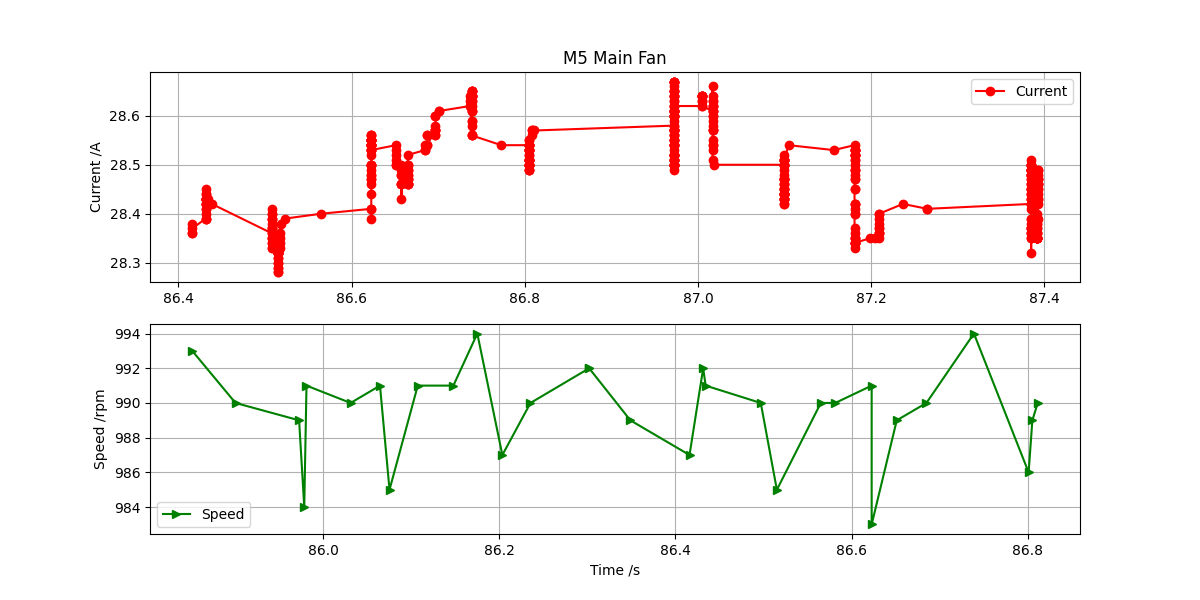 M5 Main Fan
Current /A
28.6
28.5
28.4
28.3
Current
86.4 86.6 86.8 87.0 87.2 87.4
Speed /rpm
994
992
990
988
986
984
Speed
86.0 86.2 86.4 86.6 86.8
Time /s